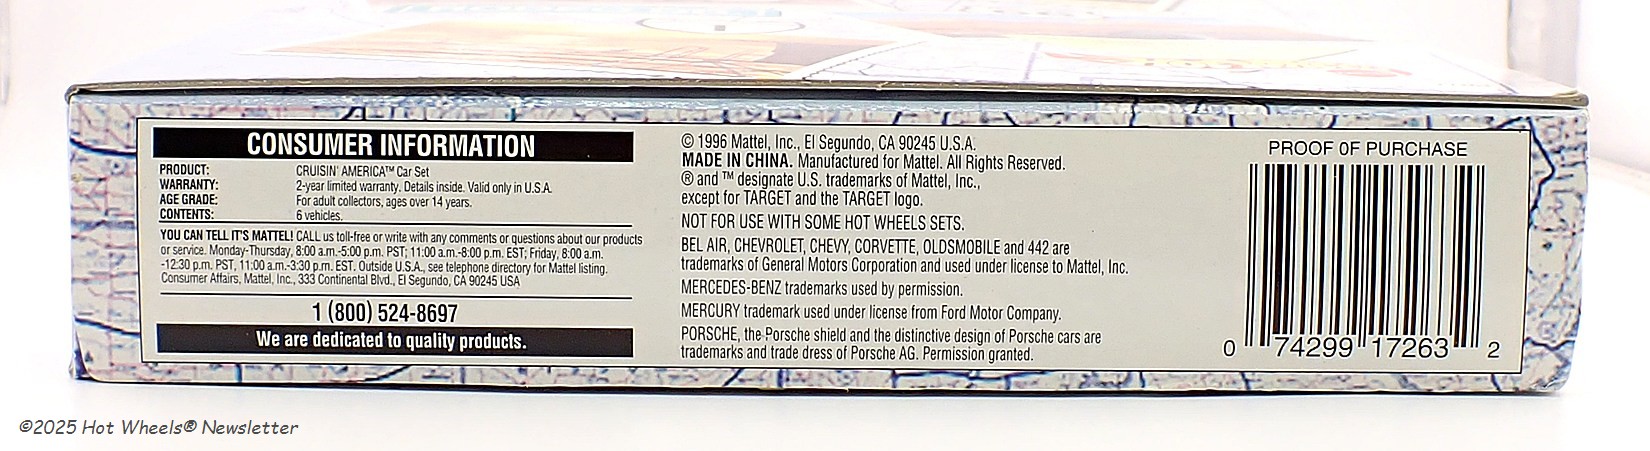 CONSUMER INFORMATION
PRODUCT: CRUISIN' AMERICA™ Car Set
WARRANTY: 2-year limited warranty. Details inside. Valid only in U.S.A.
AGE GRADE: For adult collectors, ages over 14 years.
CONTENTS: 6 vehicles.
YOU CAN TELL IT'S MATTEL! CALL us toll-free or write with any comments or questions about our products
or service. Monday-Thursday, 8:00 a.m.-5:00 p.m. PST; 11:00 a.m.-8:00 p.m. EST; Friday, 8:00 a.m.
-12:30 p.m. PST, 11:00 a.m.-3:30 p.m. EST. Outside U.S.A., see telephone directory for Mattel listing.
Consumer Affairs, Mattel, Inc., 333 Continental Blvd., El Segundo, CA 90245 USA
1 (800) 524-8697
We are dedicated to quality products.
© 1996 Mattel, Inc., El Segundo, CA 90245 U.S.A.
MADE IN CHINA. Manufactured for Mattel. All Rights Reserved.
® and ™ designate U.S. trademarks of Mattel, Inc.,
except for TARGET and the TARGET logo.
NOT FOR USE WITH SOME HOT WHEELS SETS.
BEL AIR, CHEVROLET, CHEVY, CORVETTE, OLDSMOBILE and 442 are
trademarks of General Motors Corporation and used under license to Mattel, Inc.
MERCEDES-BENZ trademarks used by permission.
MERCURY trademark used under license from Ford Motor Company.
PORSCHE, the Porsche shield and the distinctive design of Porsche cars are
trademarks and trade dress of Porsche AG. Permission granted.
PROOF OF PURCHASE
0 74299 17263 2
©2025 Hot Wheels® Newsletter